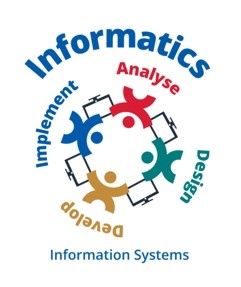 Informatics
Analyse
Design
Develop
Implement
Information Systems